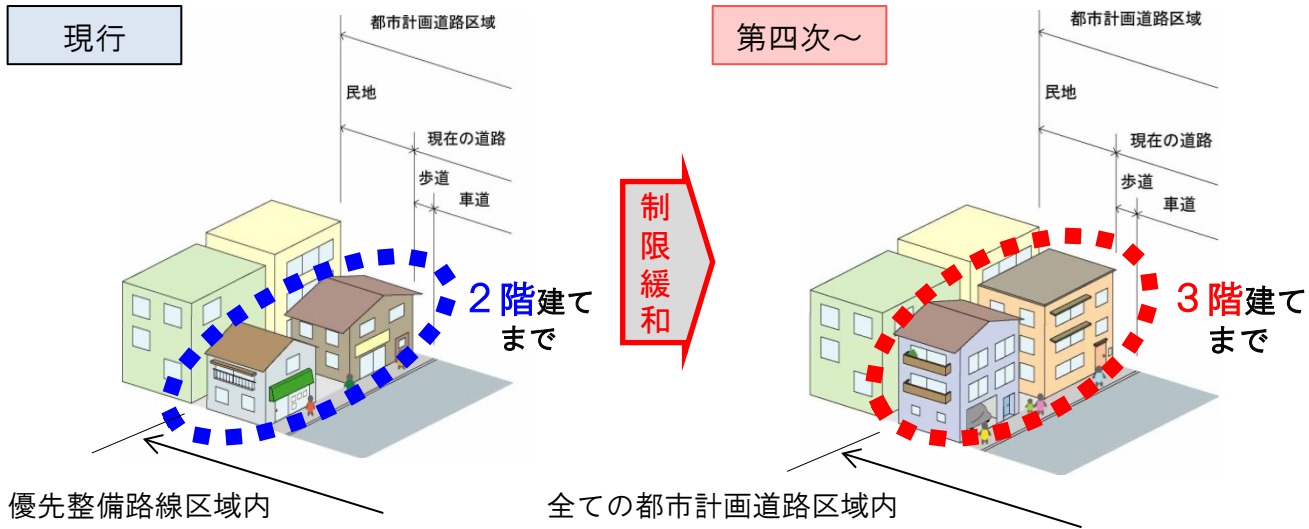 現行
都市計画道路区域
民地
現在の道路
歩道
車道
２階建て
まで
優先整備路線区域内
制限緩和
第四次～
都市計画道路区域
民地
現在の道路
歩道
車道
３階建て
まで
全ての都市計画道路区域内